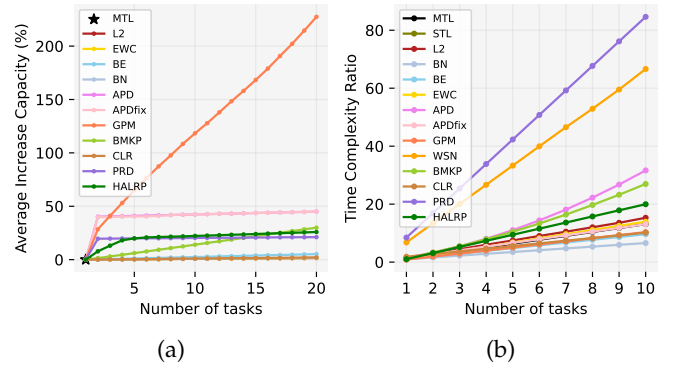 Average Increase Capacity (%)
200
150
100
50
0
MTL
L2
EWC
BE
BN
APD
APDfix
GPM
BMKP
CLR
PRD
HALRP
5
10
15
20
Number of tasks
(a)
Time Complexity Ratio
80
60
40
20
0
MTL
STL
L2
BN
BE
EWC
APD
APDfix
GPM
WSN
BMKP
CLR
PRD
HALRP
1 2 3 4 5 6 7 8 9 10
Number of tasks
(b)